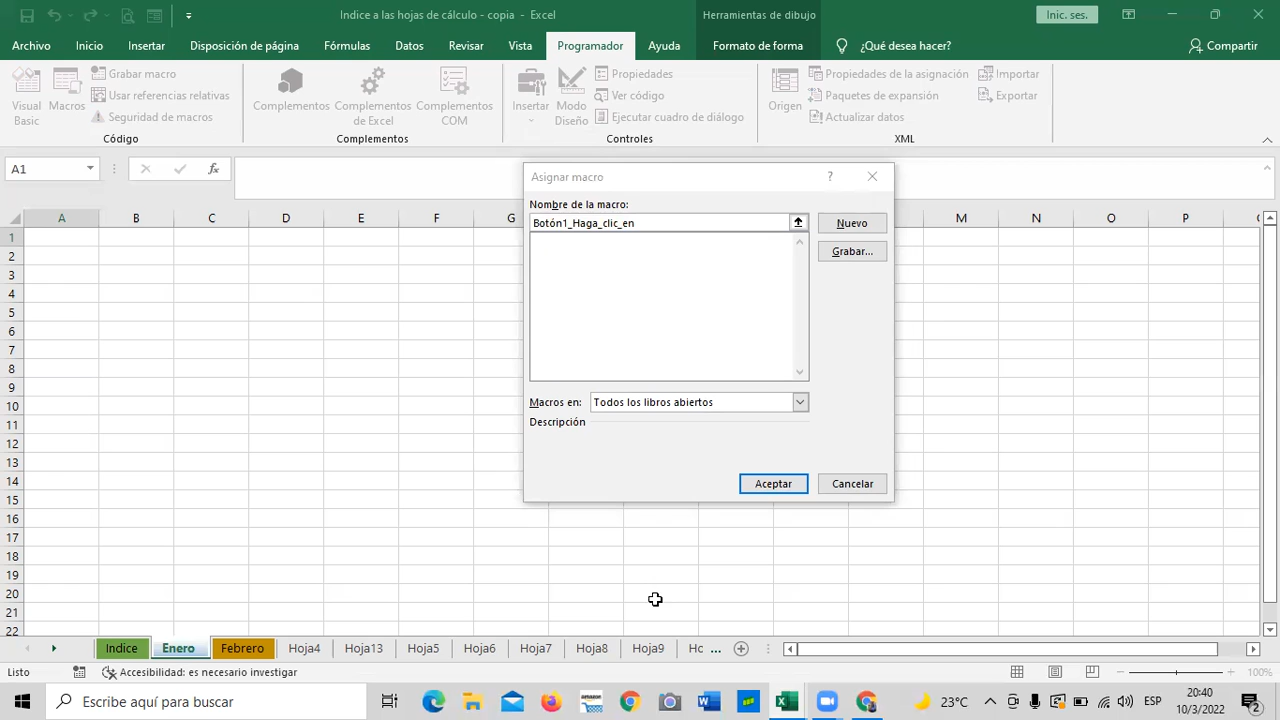 Indice a las hojas de cálculo - copia - Excel
Herramientas de dibujo
Inic. ses.
Archivo Inicio Insertar Disposición de página Fórmulas Datos Revisar Vista Programador Ayuda Formato de forma ¿Qué desea hacer? Compartir
Visual Basic
Macros
Grabar macro
Usar referencias relativas
Seguridad de macros
Código
Complementos
Complementos de Excel
Complementos COM
Complementos
Insertar
Modo Diseño
Propiedades
Ver código
Ejecutar cuadro de diálogo
Controles
Origen
Propiedades de la asignación
Paquetes de expansión
Actualizar datos
Importar
Exportar
XML
A1
fx
Asignar macro
?
Nombre de la macro:
Botón1_Haga_clic_en
Nuevo
Grabar...
Macros en: Todos los libros abiertos
Descripción
Aceptar Cancelar
A B C D E F G M N O P
1
2
3
4
5
6
7
8
9
10
11
12
13
14
15
16
17
18
19
20
21
22
Indice Enero Febrero Hoja4 Hoja13 Hoja5 Hoja6 Hoja7 Hoja8 Hoja9 Hc ...
Listo Accesibilidad: es necesario investigar 100%
Escribe aquí para buscar
amazon
23°C
ESP
20:40
10/3/2022
2